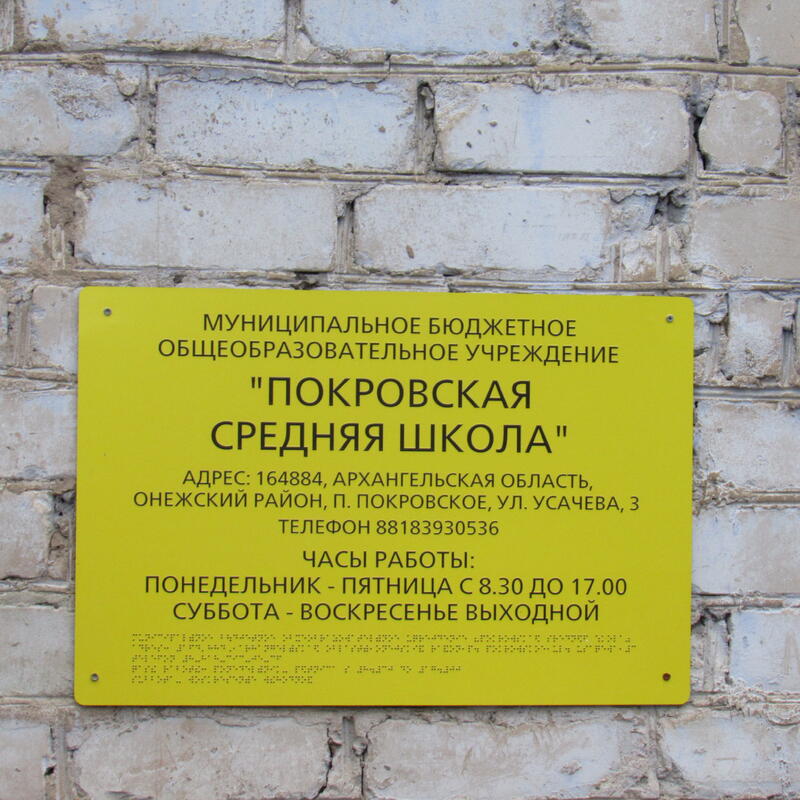 МУНИЦИПАЛЬНОЕ БЮДЖЕТНОЕ
ОБЩЕОБРАЗОВАТЕЛЬНОЕ УЧРЕЖДЕНИЕ
"ПОКРОВСКАЯ
СРЕДНЯЯ ШКОЛА"
АДРЕС: 164884, АРХАНГЕЛЬСКАЯ ОБЛАСТЬ,
ОНЕЖСКИЙ РАЙОН, П. ПОКРОВСКОЕ, УЛ. УСАЧЕВА, 3
ТЕЛЕФОН 88183930536
ЧАСЫ РАБОТЫ:
ПОНЕДЕЛЬНИК - ПЯТНИЦА С 8.30 ДО 17.00
СУББОТА - ВОСКРЕСЕНЬЕ ВЫХОДНОЙ